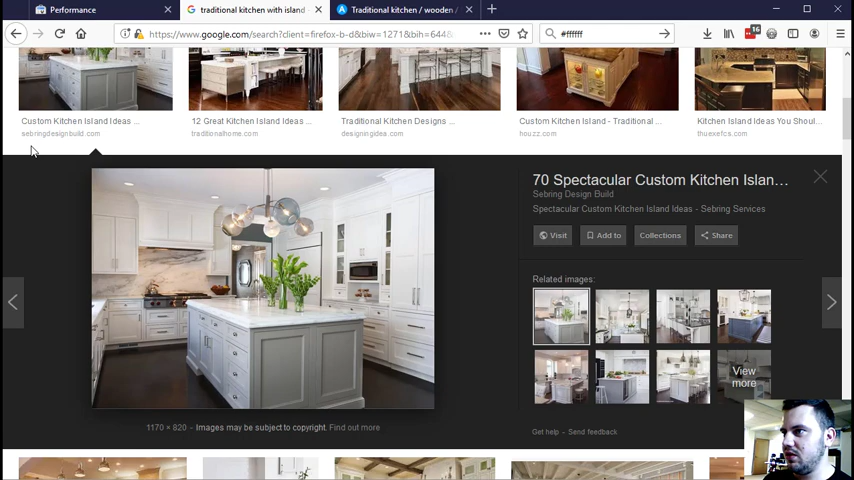 Performance
traditional kitchen with island -
Traditional kitchen / wooden /
https://www.google.com/search?client=firefox-b-d&biw=1271&bih=644&
#ffffff
16
Custom Kitchen Island Ideas ...
sebringdesignbuild.com
12 Great Kitchen Island Ideas ...
traditionalhome.com
Traditional Kitchen Designs ...
designingidea.com
Custom Kitchen Island - Traditional ...
houzz.com
Kitchen Island Ideas You Shoul...
thuexefcs.com
70 Spectacular Custom Kitchen Islan...
Sebring Design Build
Spectacular Custom Kitchen Island Ideas - Sebring Services
Visit
Add to
Collections
Share
Related images:
View
more
1170 × 820 - Images may be subject to copyright. Find out more
Get help - Send feedback